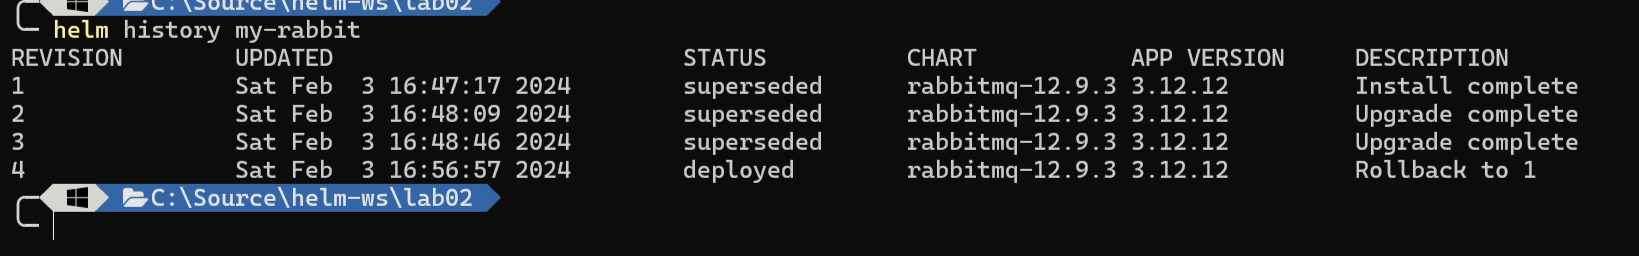 C:\Source\helm-ws\lab02
helm history my-rabbit
REVISION UPDATED STATUS CHART APP VERSION DESCRIPTION
1 Sat Feb  3 16:47:17 2024 superseded rabbitmq-12.9.3 3.12.12 Install complete
2 Sat Feb  3 16:48:09 2024 superseded rabbitmq-12.9.3 3.12.12 Upgrade complete
3 Sat Feb  3 16:48:46 2024 superseded rabbitmq-12.9.3 3.12.12 Upgrade complete
4 Sat Feb  3 16:56:57 2024 deployed rabbitmq-12.9.3 3.12.12 Rollback to 1
C:\Source\helm-ws\lab02